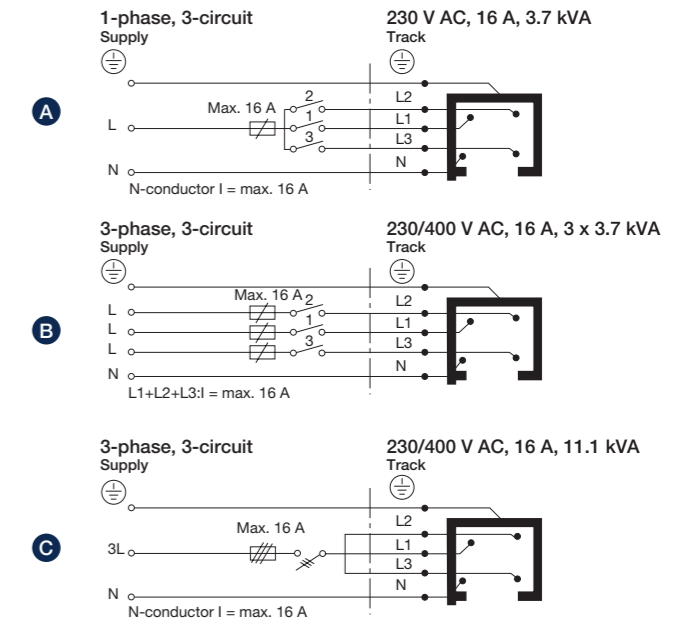 1-phase, 3-circuit
Supply
230 V AC, 16 A, 3.7 kVA
Track
A
Max. 16 A
2
L2
L
1
L1
3
L3
N
N
N-conductor I = max. 16 A
3-phase, 3-circuit
Supply
230/400 V AC, 16 A, 3 x 3.7 kVA
Track
B
Max. 16 A
2
L
L2
1
L
L1
3
L
L3
N
N
L1+L2+L3:I = max. 16 A
3-phase, 3-circuit
Supply
230/400 V AC, 16 A, 11.1 kVA
Track
C
Max. 16 A
L2
3L
L1
L3
N
N
N-conductor I = max. 16 A